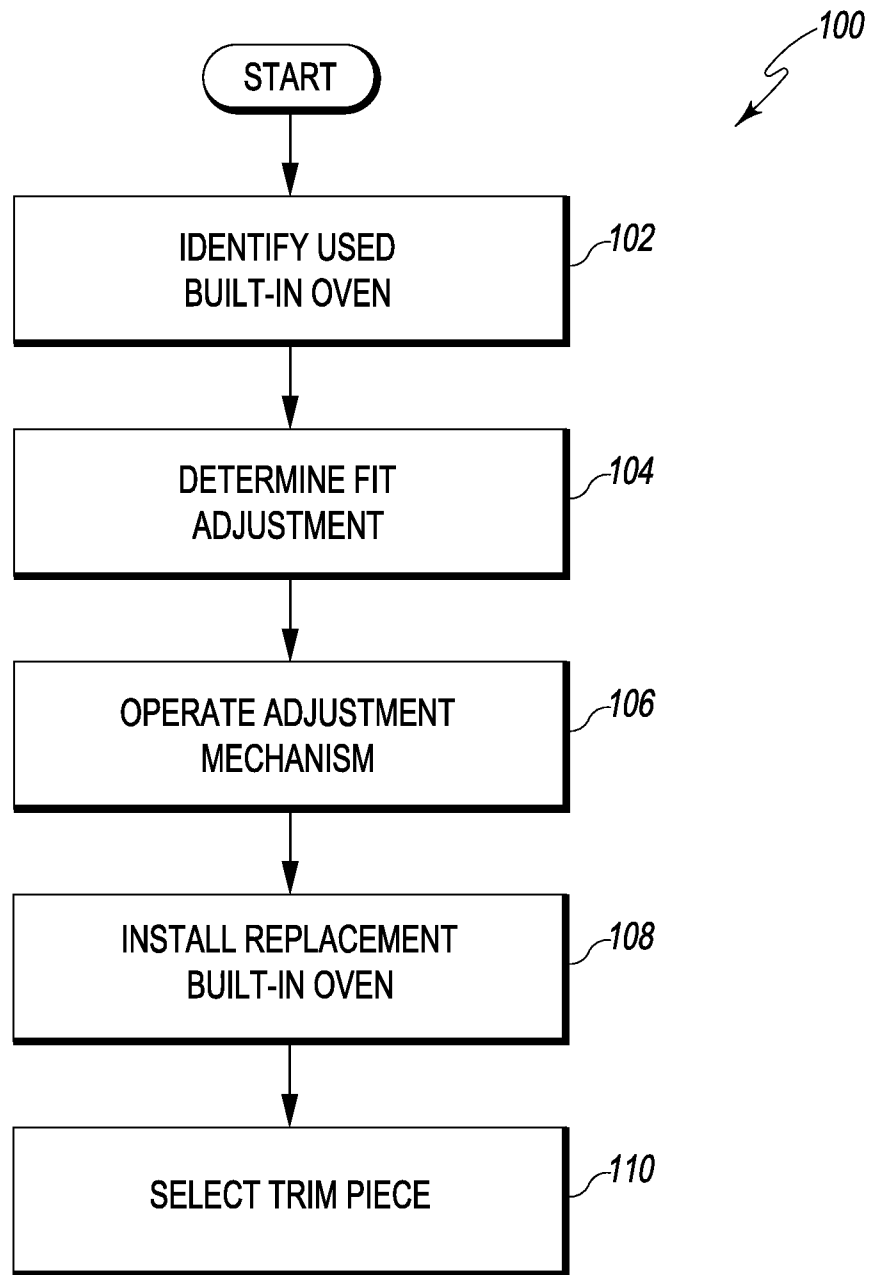 100
START
IDENTIFY USED
BUILT-IN OVEN
102
DETERMINE FIT
ADJUSTMENT
104
OPERATE ADJUSTMENT
MECHANISM
106
INSTALL REPLACEMENT
BUILT-IN OVEN
108
SELECT TRIM PIECE
110